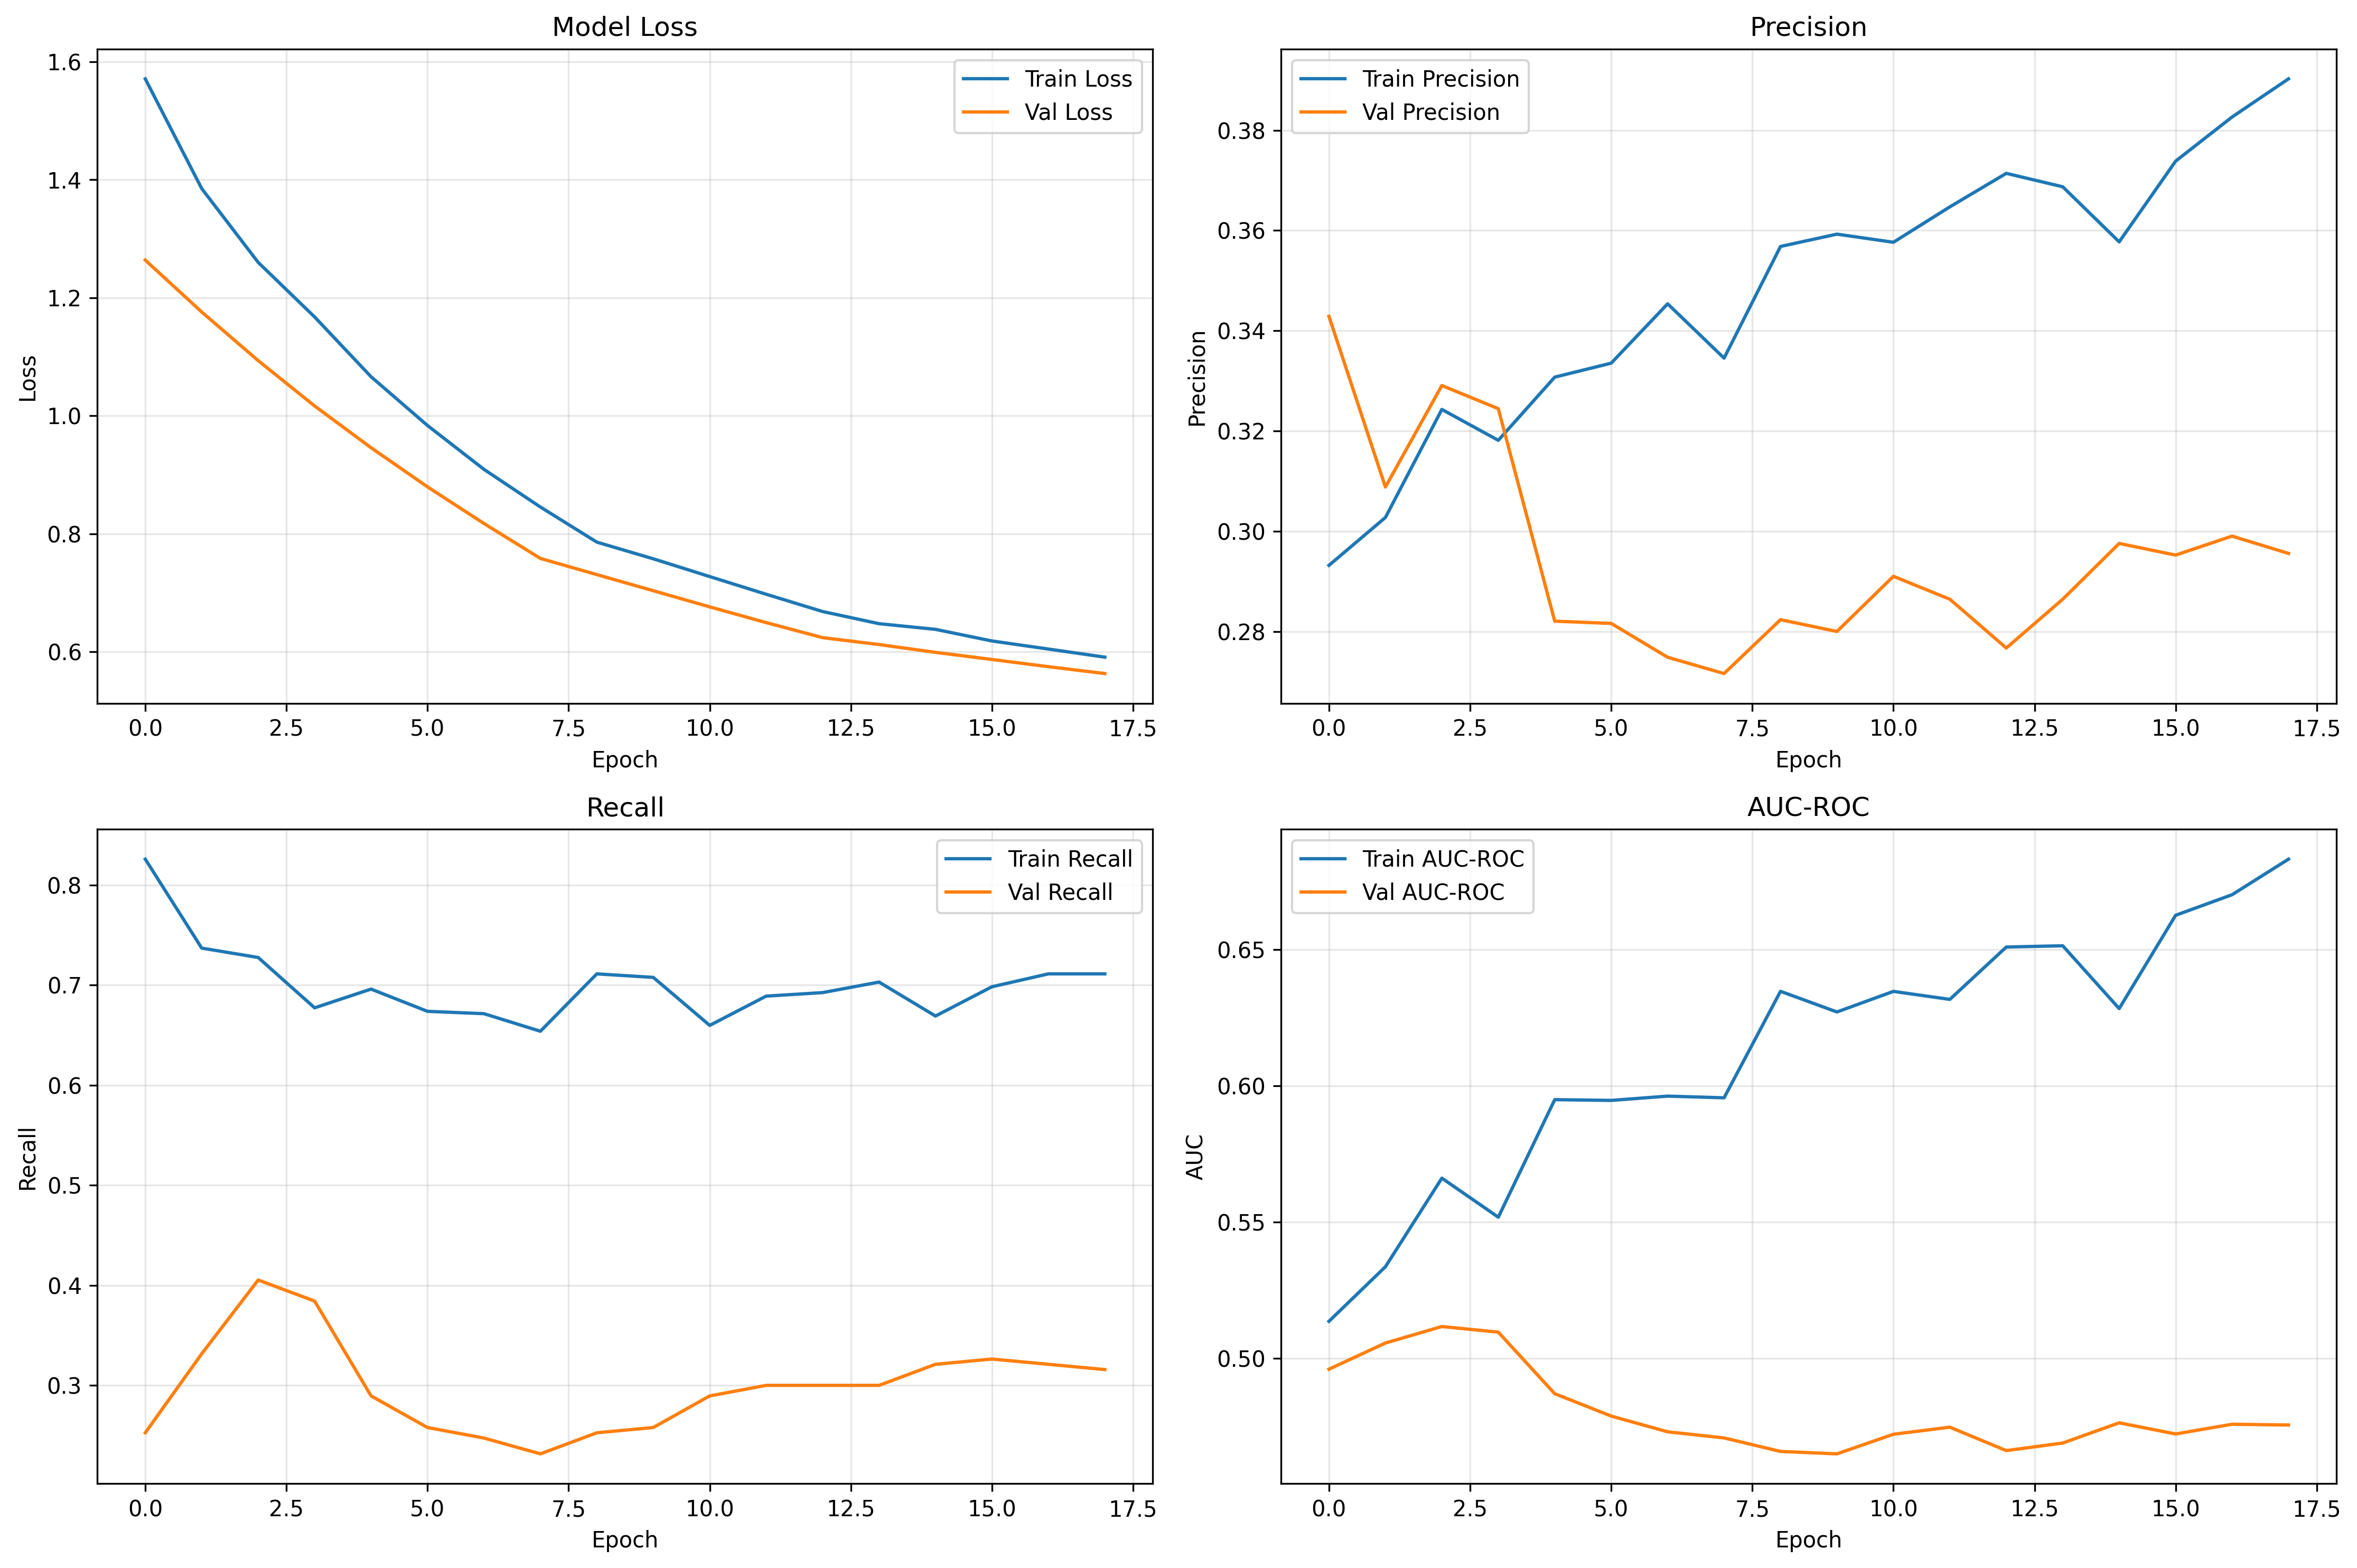 Model Loss
Train Loss
Val Loss
1.6
1.4
1.2
1.0
0.8
0.6
Loss
0.0 2.5 5.0 7.5 10.0 12.5 15.0 17.5
Epoch
Precision
Train Precision
Val Precision
0.38
0.36
0.34
0.32
0.30
0.28
Precision
0.0 2.5 5.0 7.5 10.0 12.5 15.0 17.5
Epoch
Recall
Train Recall
Val Recall
0.8
0.7
0.6
0.5
0.4
0.3
Recall
0.0 2.5 5.0 7.5 10.0 12.5 15.0 17.5
Epoch
AUC-ROC
Train AUC-ROC
Val AUC-ROC
0.65
0.60
0.55
0.50
AUC
0.0 2.5 5.0 7.5 10.0 12.5 15.0 17.5
Epoch